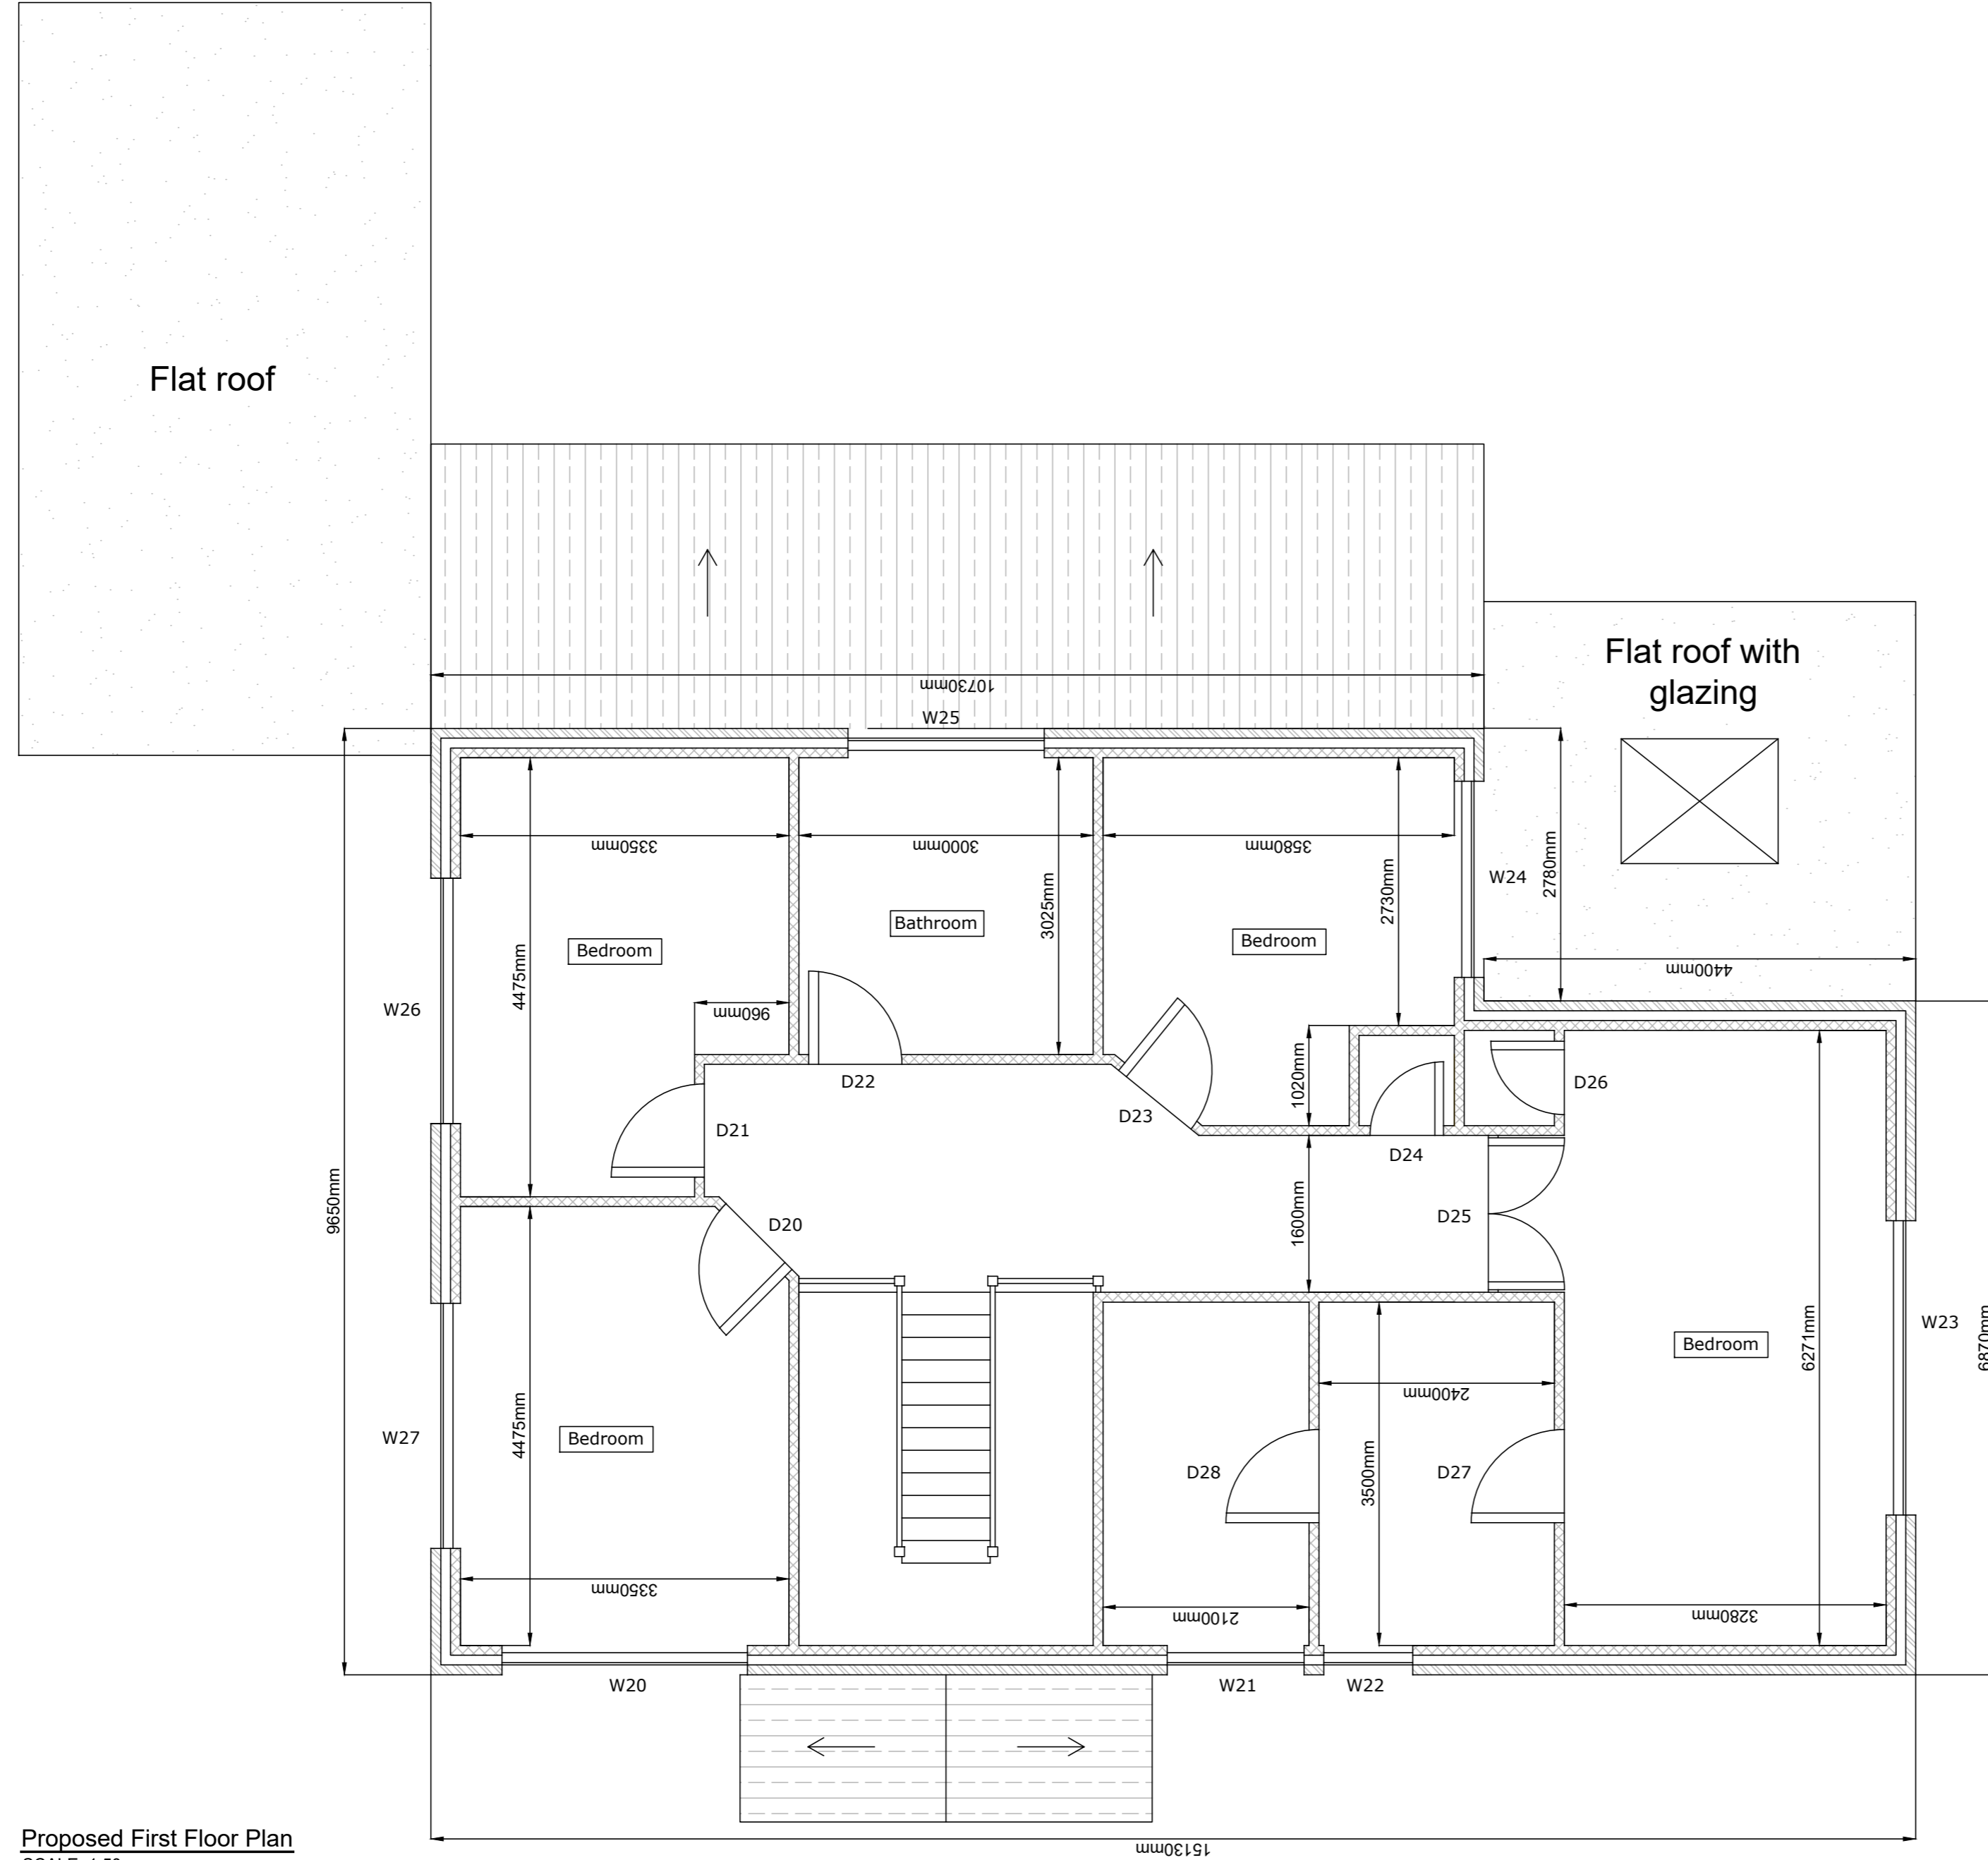 Flat roof
Flat roof with
glazing
10730mm
W25
3350mm
3000mm
3580mm
2780mm
W24
2730mm
3025mm
Bathroom
Bedroom
Bedroom
4475mm
4400mm
W26
960mm
1020mm
D22
D26
D23
D21
D24
9650mm
1600mm
D25
D20
6271mm
W23
6870mm
Bedroom
2400mm
W27
4475mm
Bedroom
D28
3500mm
D27
3350mm
2100mm
3280mm
W20
W21
W22
Proposed First Floor Plan
15130mm